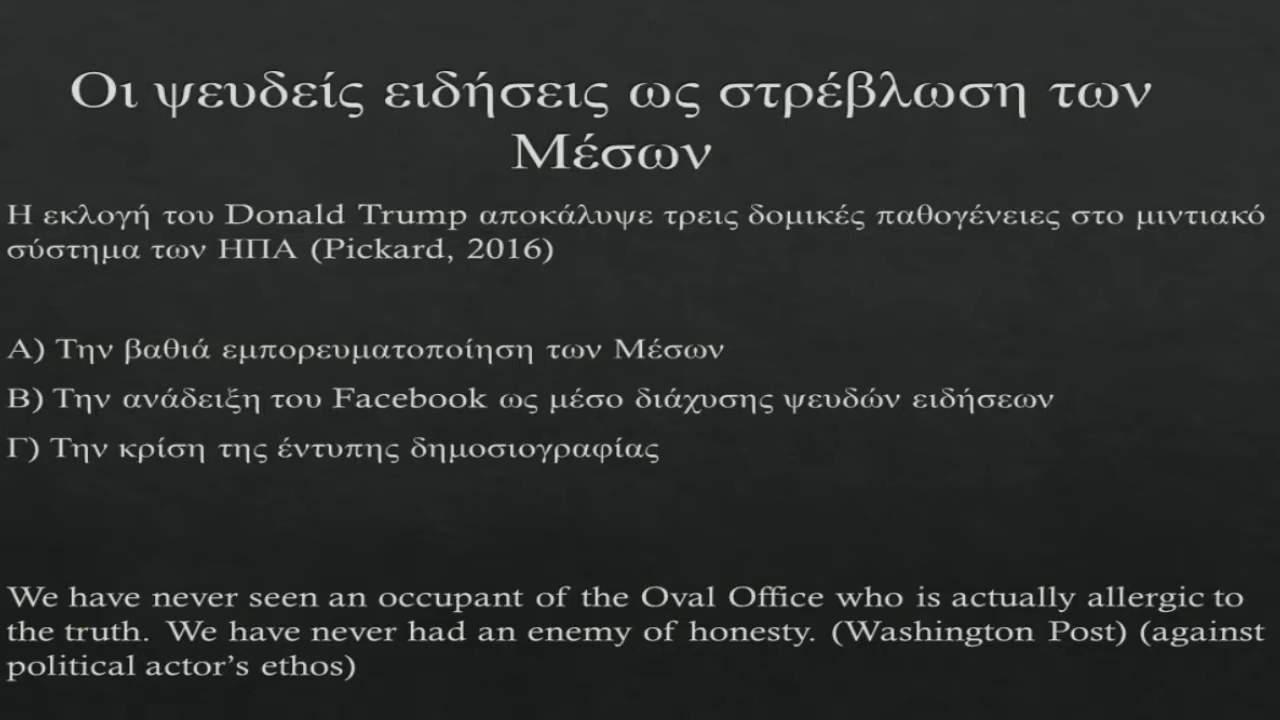 Οι ψευδείς ειδήσεις ως στρέβλωση των
Μέσων
Η εκλογή του Donald Trump αποκάλυψε τρεις δομικές παθογένειες στο μιντιακό
σύστημα των ΗΠΑ (Pickard, 2016)
Α) Την βαθιά εμπορευματοποίηση των Μέσων
Β) Την ανάδειξη του Facebook ως μέσο διάχυσης ψευδών ειδήσεων
Γ) Την κρίση της έντυπης δημοσιογραφίας
We have never seen an occupant of the Oval Office who is actually allergic to
the truth. We have never had an enemy of honesty. (Washington Post) (against
political actor’s ethos)